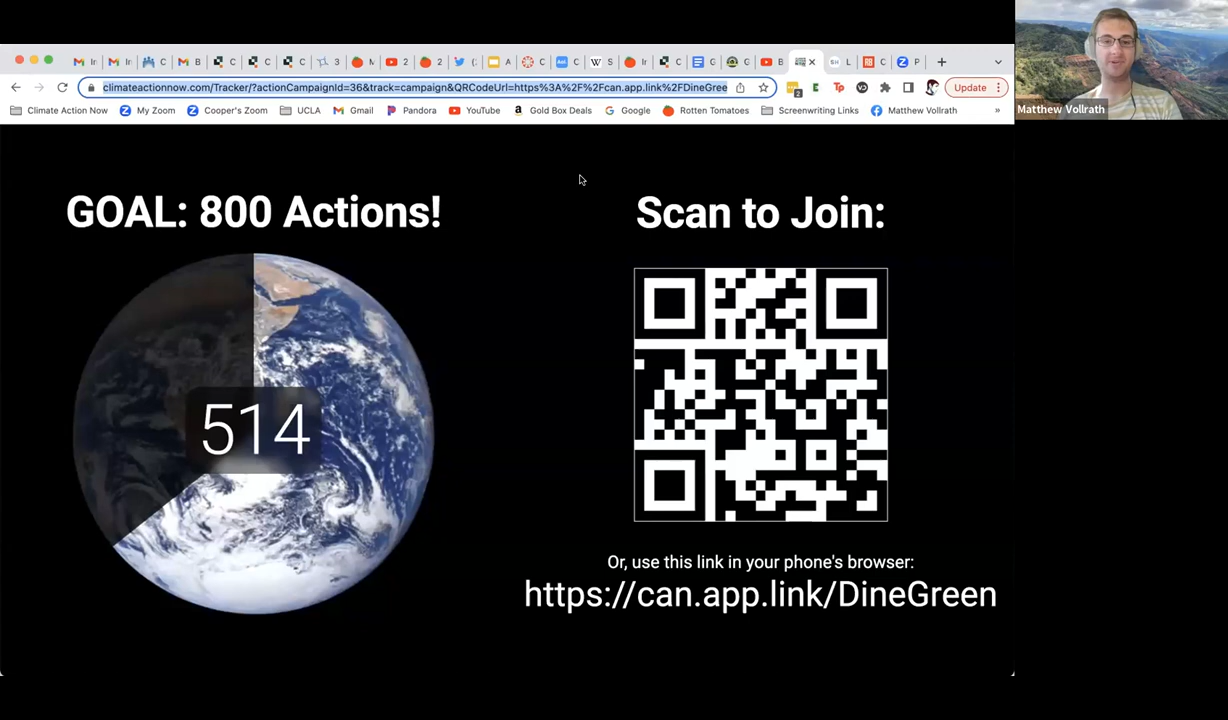 climateactionnow.com/Tracker/?actionCampaignId=36&track=campaign&QRCodeUrl=https%3A%2F%2Fcan.app.link%2FDineGree
Update
Climate Action Now
My Zoom
Cooper's Zoom
UCLA
Gmail
Pandora
YouTube
Gold Box Deals
Google
Rotten Tomatoes
Screenwriting Links
Matthew Vollrath
»
Matthew Vollrath
GOAL: 800 Actions!
514
Scan to Join:
Or, use this link in your phone's browser:
https://can.app.link/DineGreen